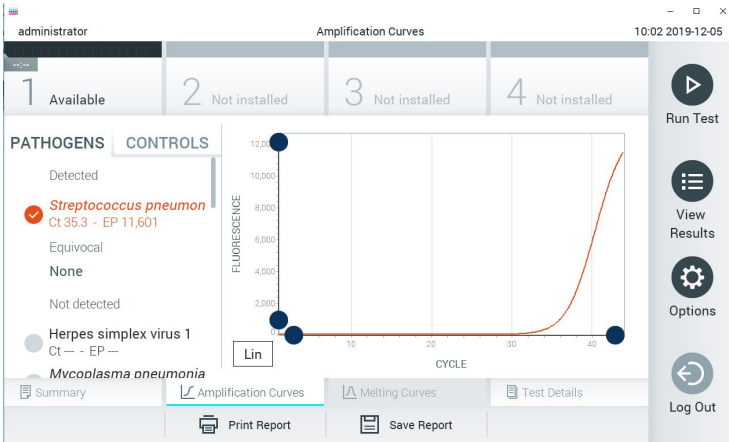 administrator
Amplification Curves
10:02 2019-12-05
--:--
1 Available
2 Not installed
3 Not installed
4 Not installed
Run Test
View
Results
Options
Log Out
PATHOGENS
CONTROLS
Detected
Streptococcus pneumon
Ct 35.3 - EP 11,601
Equivocal
None
Not detected
Herpes simplex virus 1
Ct --- - EP ---
Mycoplasma pneumonia
FLUORESCENCE
12,00
10,000
8,000
6,000
4,000
2,000
0
10
20
30
40
CYCLE
Lin
Summary
Amplification Curves
Melting Curves
Test Details
Print Report
Save Report